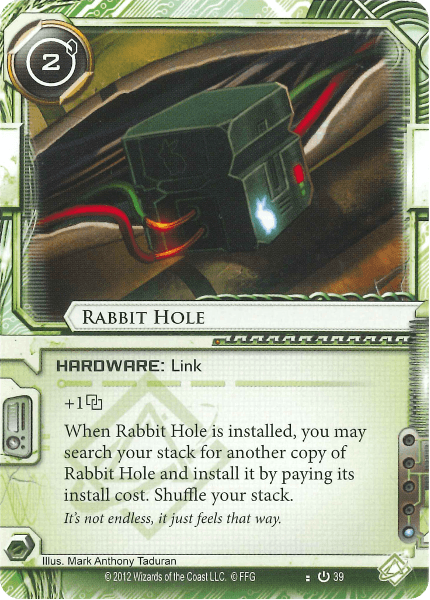 2
RABBIT HOLE
HARDWARE: Link
+1
When Rabbit Hole is installed, you may
search your stack for another copy of
Rabbit Hole and install it by paying its
install cost. Shuffle your stack.
It's not endless, it just feels that way.
Illus. Mark Anthony Taduran
© 2012 Wizards of the Coast LLC. © FFG
39